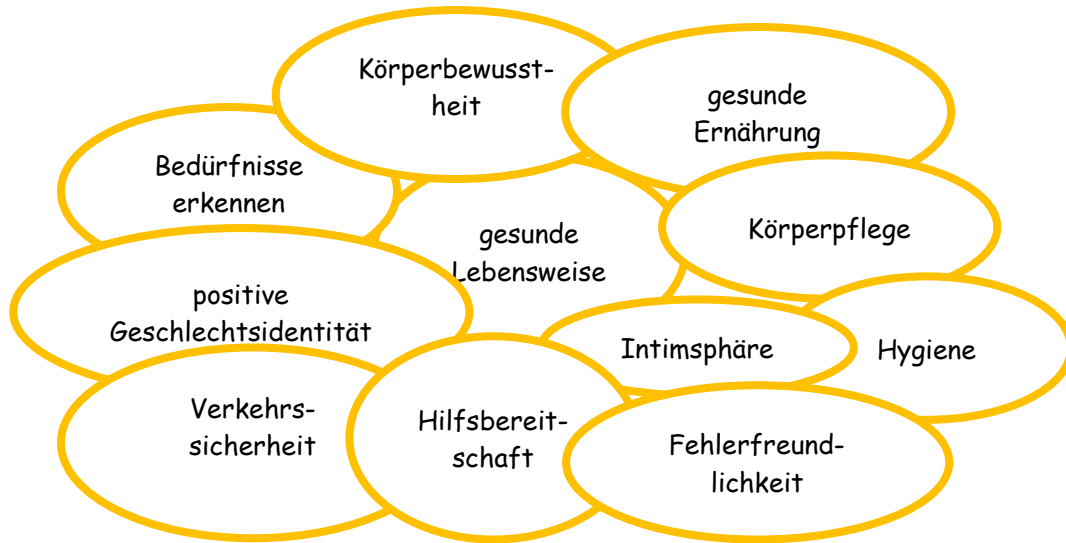 Körperbewusst-
heit
gesunde
Ernährung
Bedürfnisse
erkennen
gesunde
Lebensweise
Körperpflege
positive
Geschlechtsidentität
Intimsphäre
Hygiene
Verkehrs-
sicherheit
Hilfsbereit-
schaft
Fehlerfreund-
lichkeit